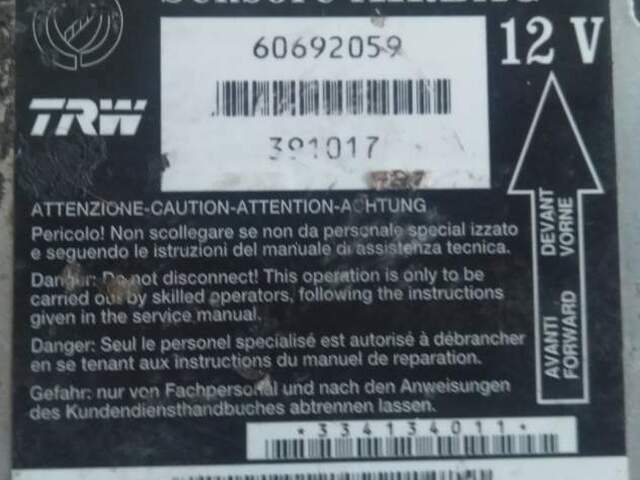 60692059
12 V
TRW
391017
ATTENZIONE-CAUTION-ATTENTION-ACHTUNG
Pericolo! Non scollegare se non da personale special izzato
e seguendo le istruzioni del manuale di assistenza tecnica.
Danger: Do not disconnect! This operation is only to be
carried out by skilled operators, following the instructions
given in the service manual.
Danger: Seul le personel specialisé est autorisé à débrancher
en se tenant aux instructions du manuel de reparation.
Gefahr: nur von Fachpersonal und nach den Anweisungen
des Kundendiensthandbuches abtrennen lassen.
DEVANT
VORNE
AVANTI
FORWARD
*334134011*